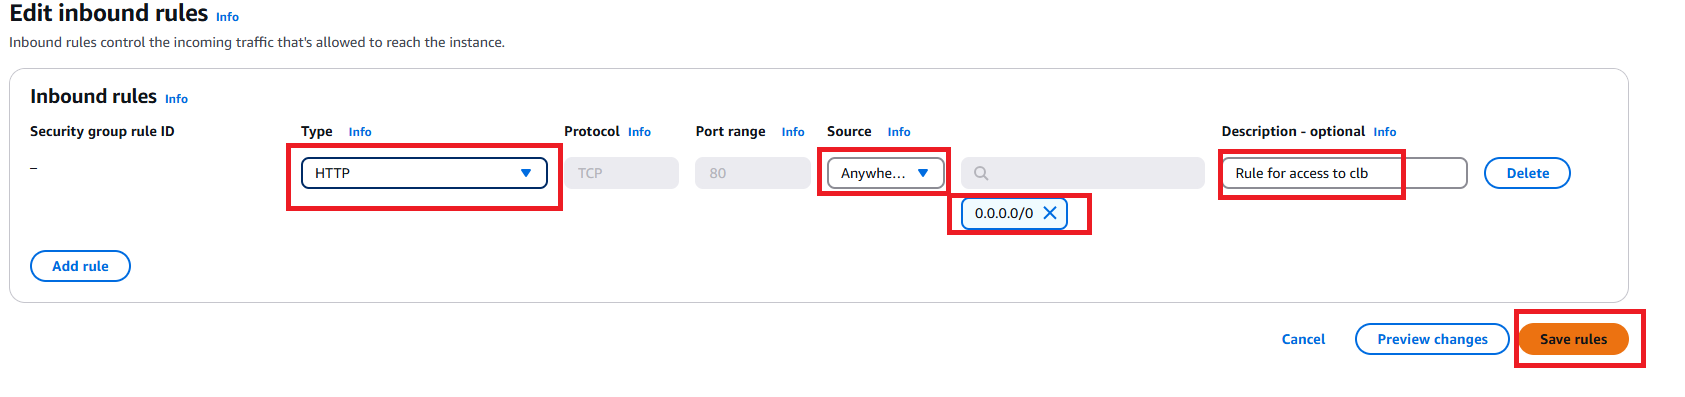 Edit inbound rules Info
Inbound rules control the incoming traffic that's allowed to reach the instance.
Inbound rules Info
Security group rule ID Type Info Protocol Info Port range Info Source Info Description - optional Info
– HTTP TCP 80 Anywhe... Rule for access to clb Delete
0.0.0.0/0
Add rule
Cancel Preview changes Save rules